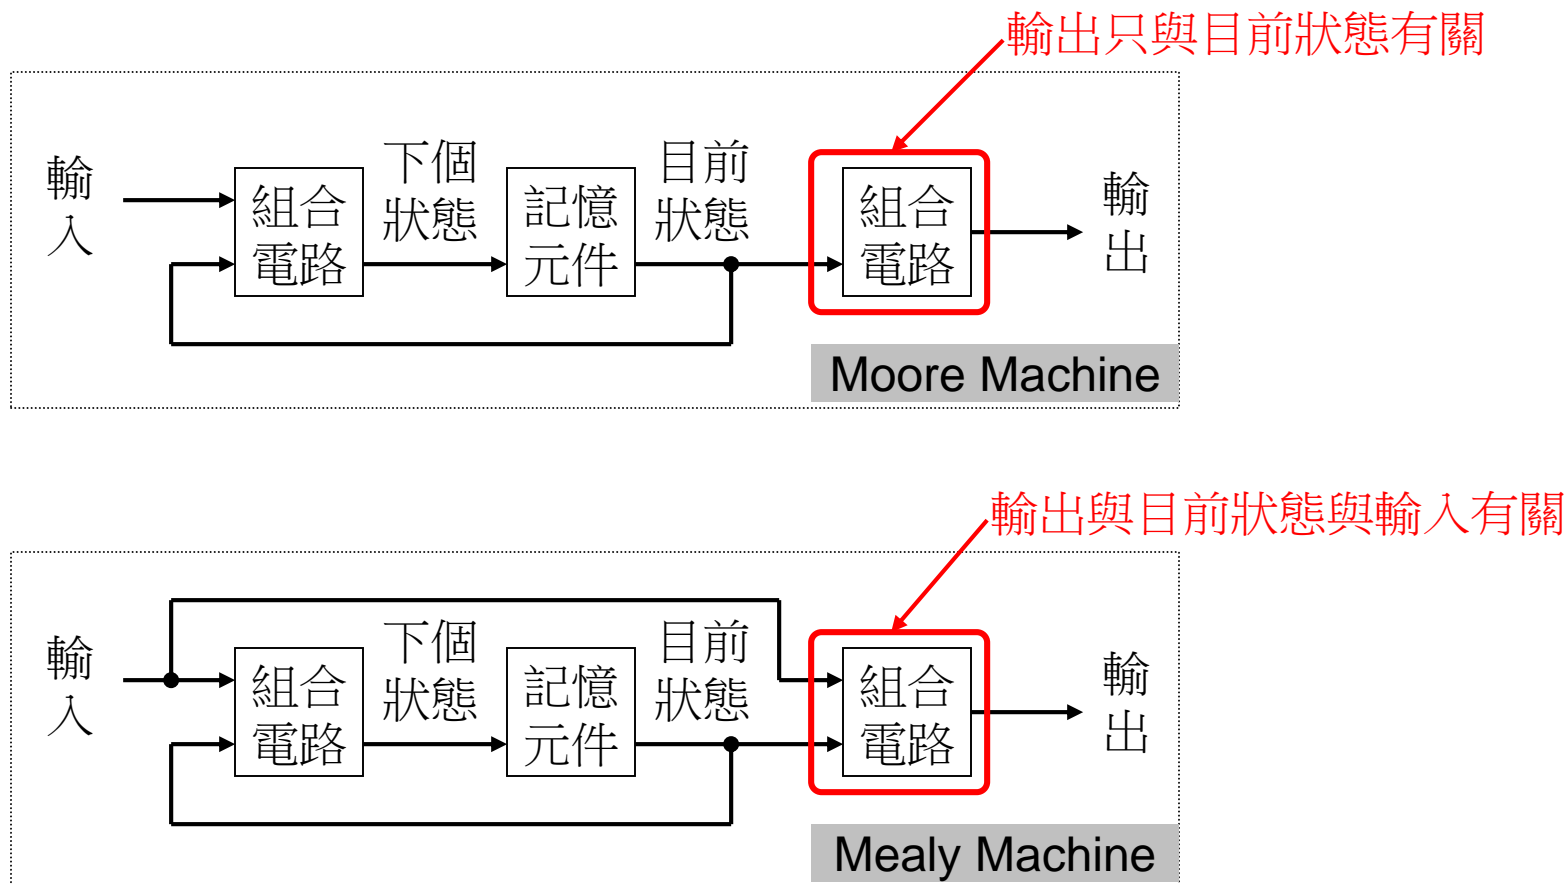 輸出只與目前狀態有關
輸
入
組合
電路
下個
狀態
記憶
元件
目前
狀態
組合
電路
輸
出
Moore Machine
輸出與目前狀態與輸入有關
輸
入
組合
電路
下個
狀態
記憶
元件
目前
狀態
組合
電路
輸
出
Mealy Machine